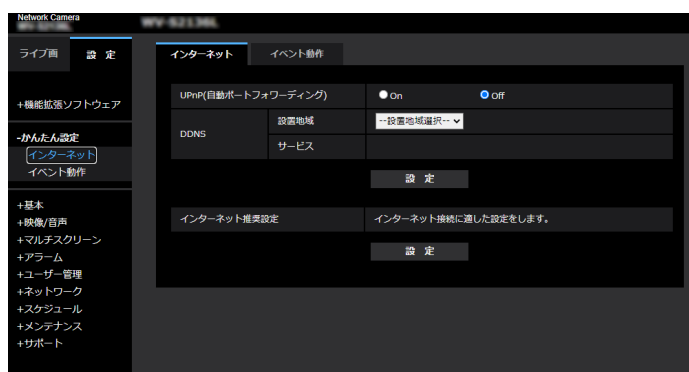 Network Camera
WV-S2136L
ライブ画 設 定
インターネット イベント動作
+機能拡張ソフトウェア
-かんたん設定
インターネット
イベント動作
+基本
+映像/音声
+マルチスクリーン
+アラーム
+ユーザー管理
+ネットワーク
+スケジュール
+メンテナンス
+サポート
UPnP(自動ポートフォワーディング) On Off
DDNS
設置地域 --設置地域選択--
サービス
設 定
インターネット推奨設定 インターネット接続に適した設定をします。
設 定